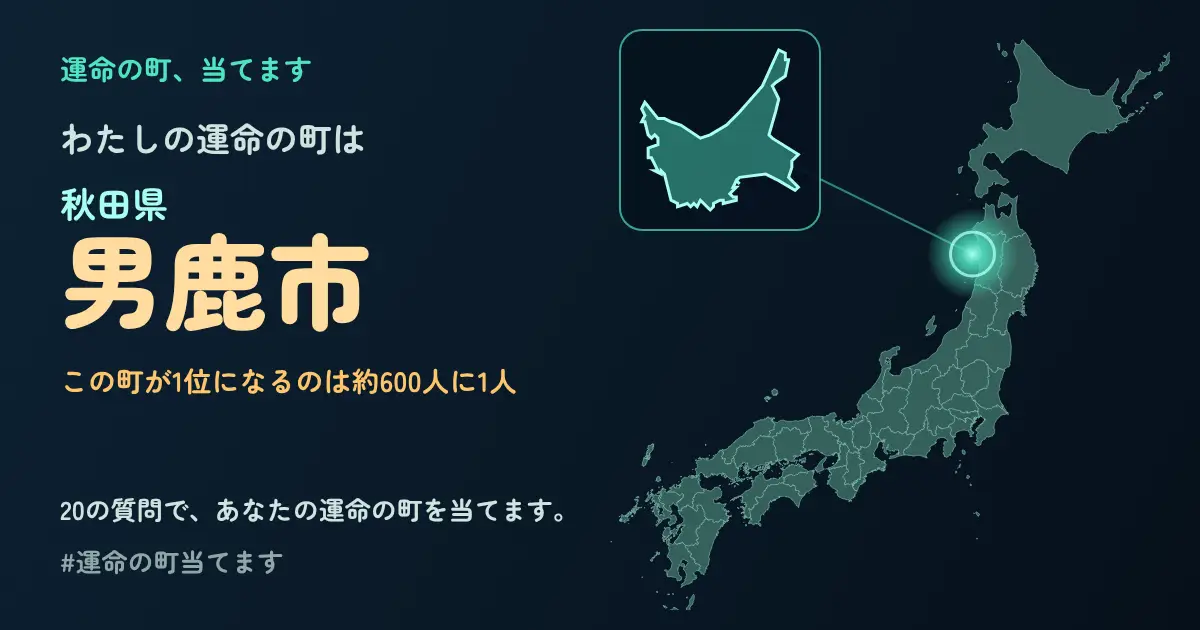 運命の町、当てます
わたしの運命の町は
秋田県
男鹿市
この町が1位になるのは約600人に1人
20の質問で、あなたの運命の町を当てます。
#運命の町当てます